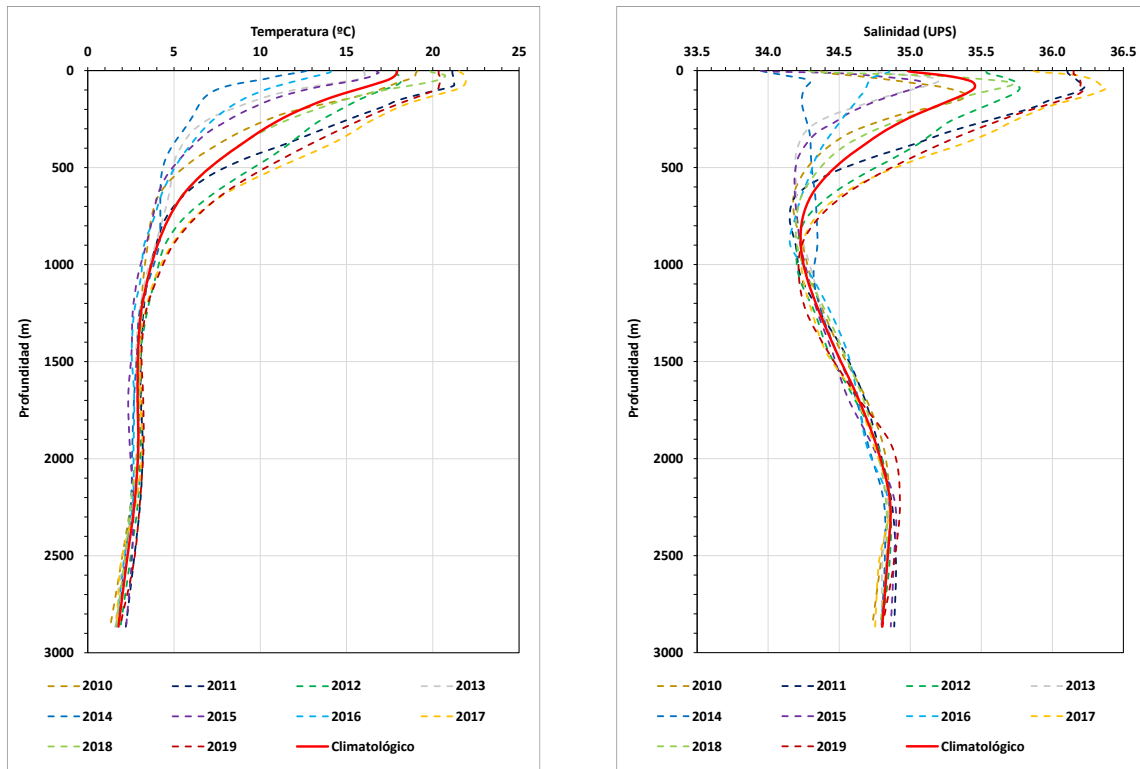 Temperatura (ºC)
0 5 10 15 20 25
0
500
1000
1500
2000
2500
3000
Profundidad (m)
2010 2011 2012 2013
2014 2015 2016 2017
2018 2019 Climatológico
Salinidad (UPS)
33.5 34.0 34.5 35.0 35.5 36.0 36.5
0
500
1000
1500
2000
2500
3000
Profundidad (m)
2010 2011 2012 2013
2014 2015 2016 2017
2018 2019 Climatológico